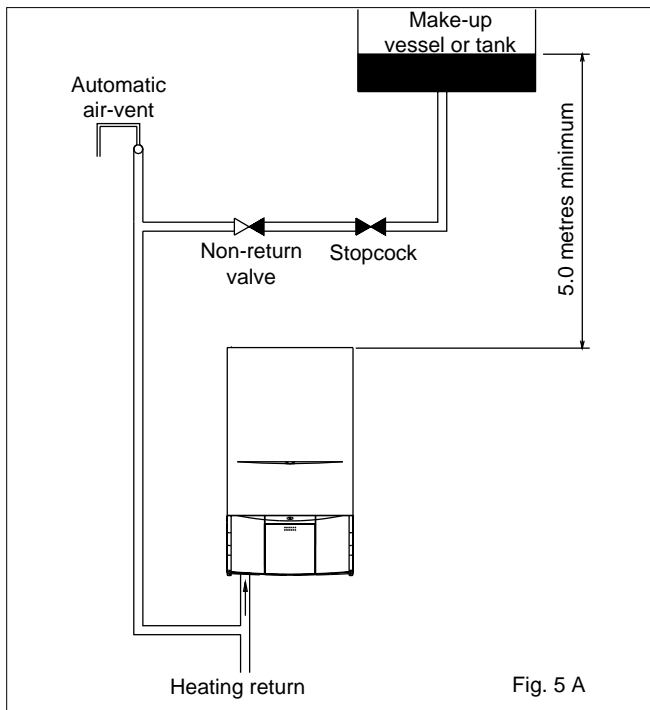 Make-up
vessel or tank
Automatic
air-vent
5.0 metres minimum
Non-return
valve
Stopcock
Heating return
Fig. 5 A